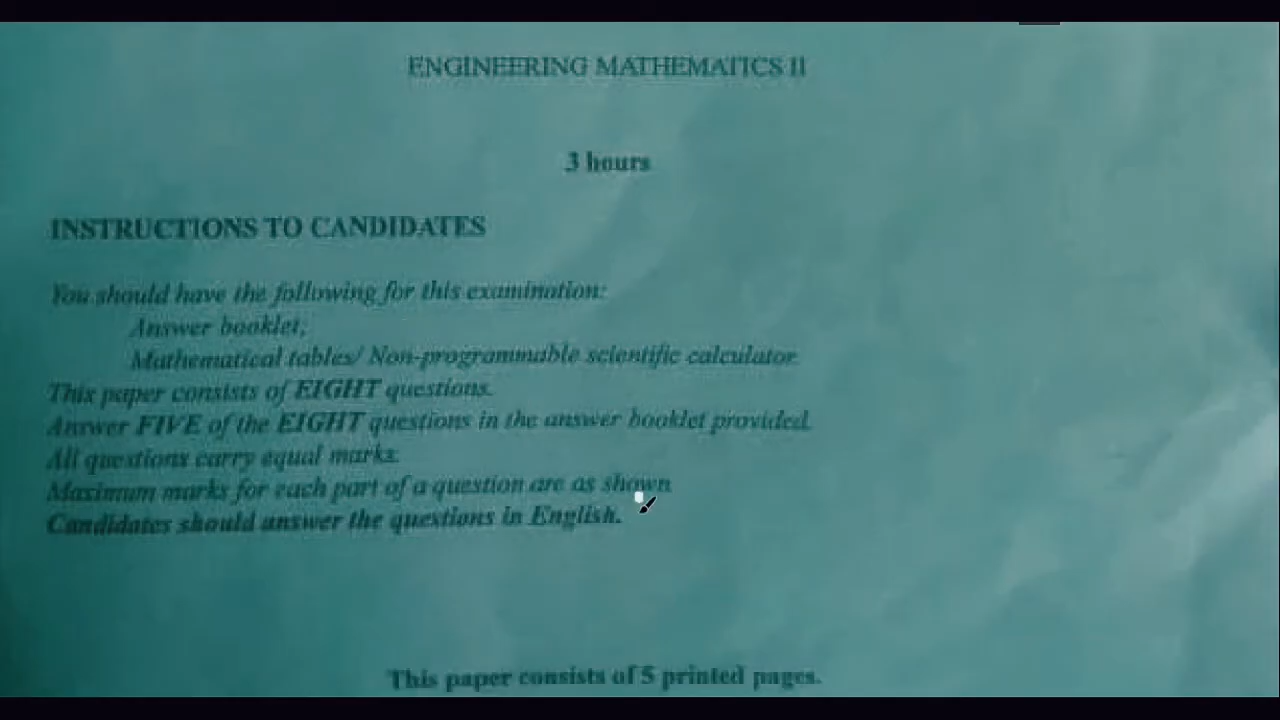 ENGINEERING MATHEMATICS II
3 hours
INSTRUCTIONS TO CANDIDATES
You should have the following for this examination:
Answer booklet;
Mathematical tables/ Non-programmable scientific calculator.
This paper consists of EIGHT questions.
Answer FIVE of the EIGHT questions in the answer booklet provided.
All questions carry equal marks.
Maximum marks for each part of a question are as shown.
Candidates should answer the questions in English.
This paper consists of 5 printed pages.